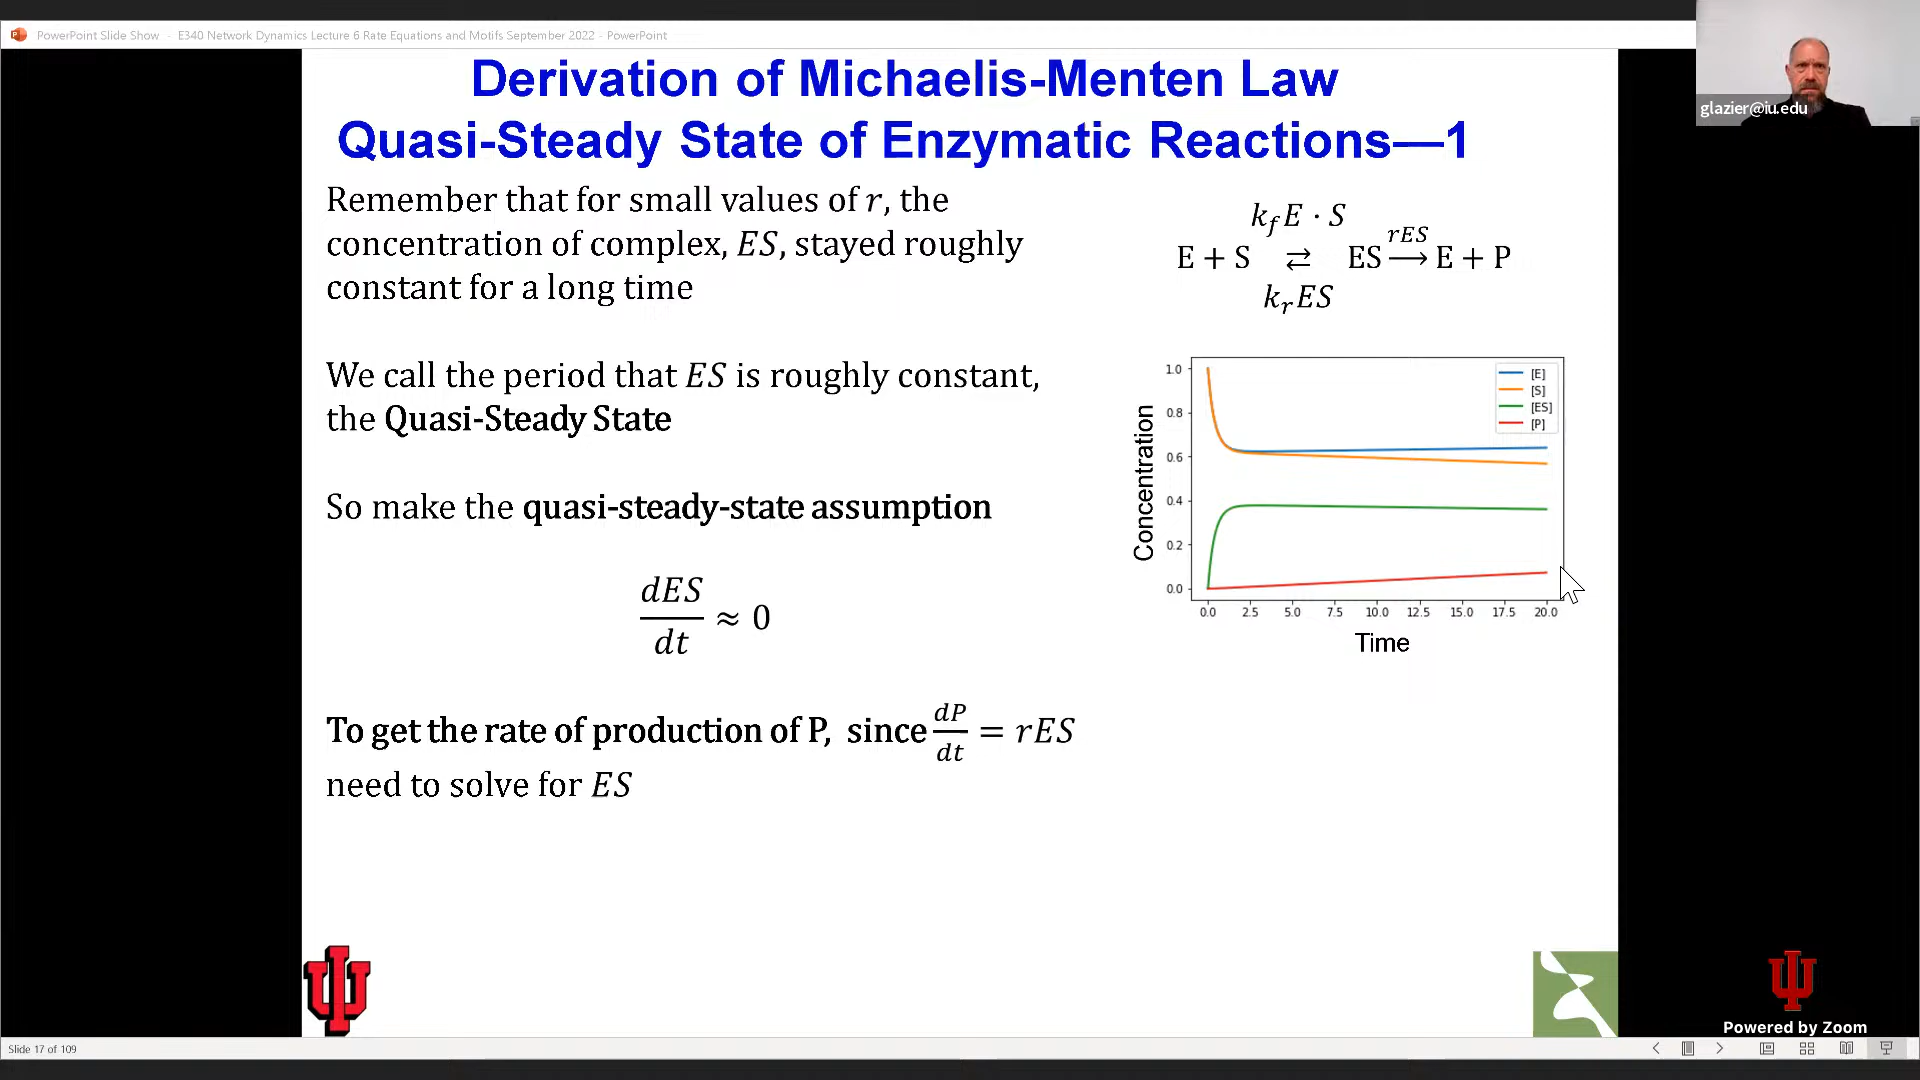 PowerPoint Slide Show - E340 Network Dynamics Lecture 6 Rate Equations and Motifs September 2022 - PowerPoint
glazier@iu.edu
Derivation of Michaelis-Menten Law
Quasi-Steady State of Enzymatic Reactions—1
Remember that for small values of r, the
concentration of complex, ES, stayed roughly
constant for a long time
We call the period that ES is roughly constant,
the Quasi-Steady State
So make the quasi-steady-state assumption
dES/dt ≈ 0
To get the rate of production of P, since dP/dt = rES
need to solve for ES
k_f E · S
rES
E + S ⇄ ES ⟶ E + P
k_r ES
Concentration
1.0
0.8
0.6
0.4
0.2
0.0
[E]
[S]
[ES]
[P]
0.0 2.5 5.0 7.5 10.0 12.5 15.0 17.5 20.0
Time
Powered by Zoom
Slide 17 of 109